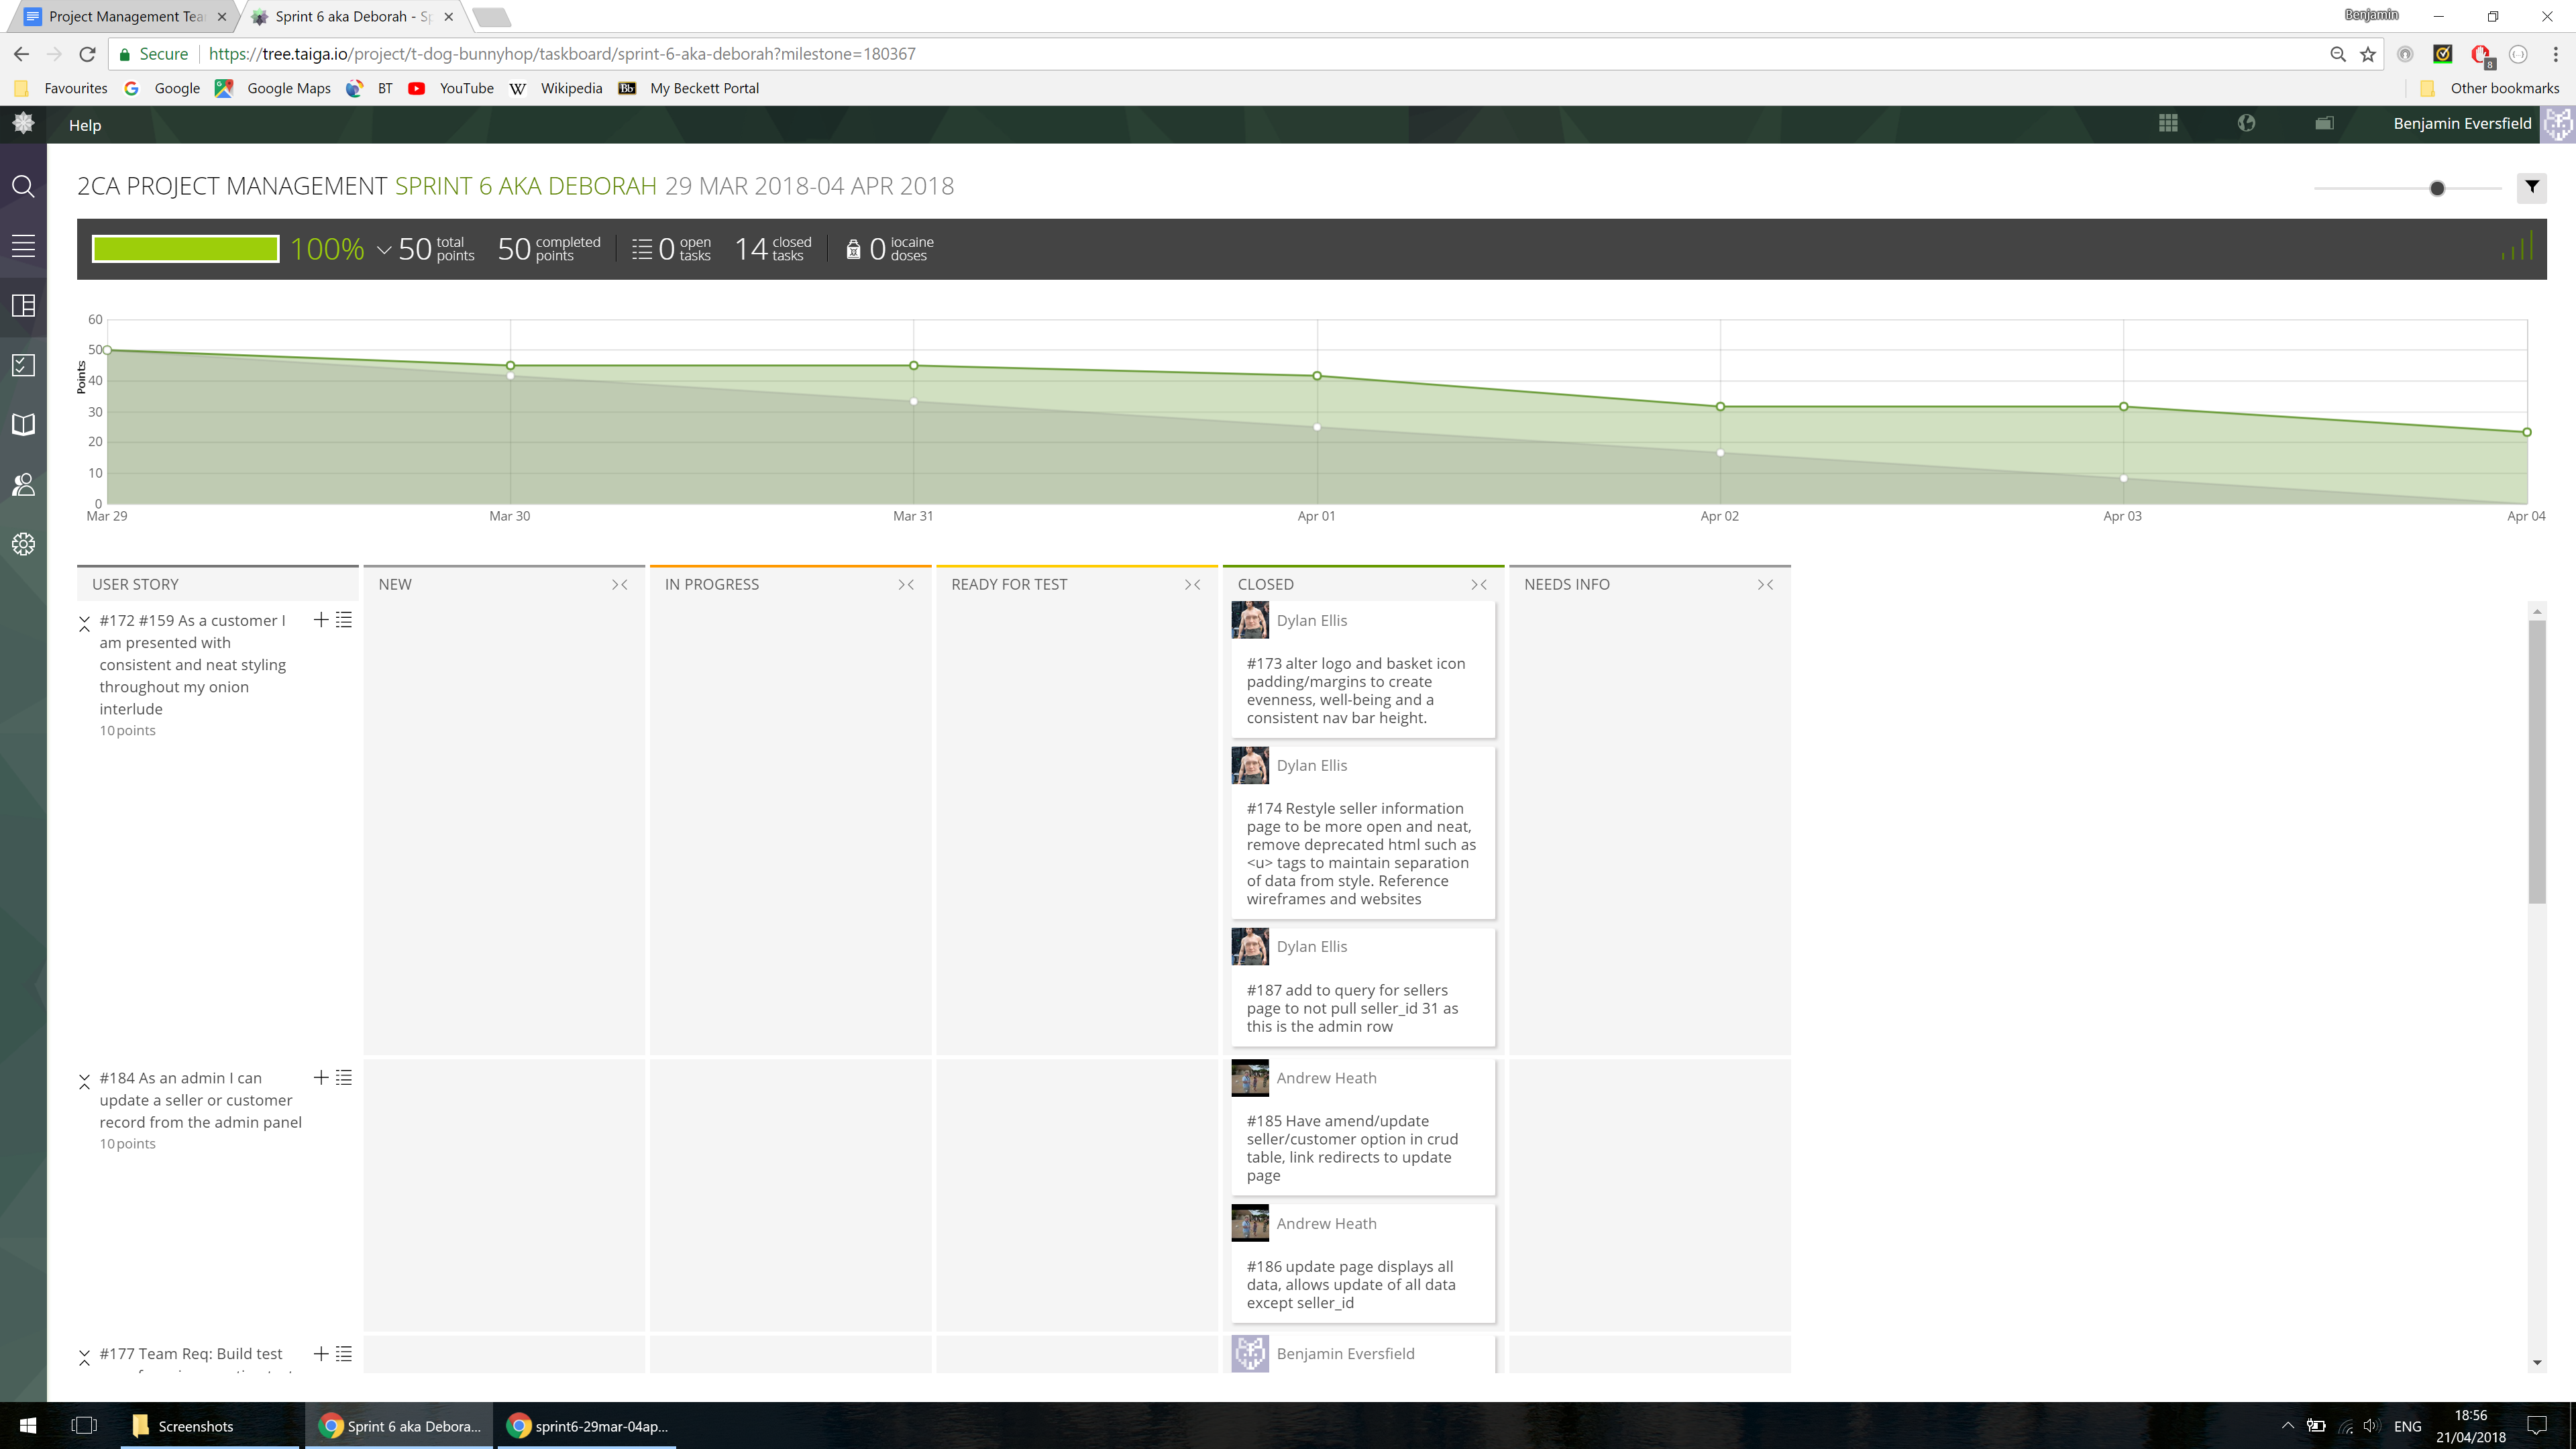 Project Management Tea
Sprint 6 aka Deborah - Sp
Benjamin
Secure
https://tree.taiga.io/project/t-dog-bunnyhop/taskboard/sprint-6-aka-deborah?milestone=180367
8
Favourites
Google
Google Maps
BT
YouTube
W
Wikipedia
Bb
My Beckett Portal
Other bookmarks
Help
Benjamin Eversfield
2CA PROJECT MANAGEMENT SPRINT 6 AKA DEBORAH 29 MAR 2018-04 APR 2018
100%
50 total points
50 completed points
0 open tasks
14 closed tasks
0 iocaine doses
Points
60
50
40
30
20
10
0
Mar 29
Mar 30
Mar 31
Apr 01
Apr 02
Apr 03
Apr 04
USER STORY
NEW
IN PROGRESS
READY FOR TEST
CLOSED
NEEDS INFO
#172 #159 As a customer I
am presented with
consistent and neat styling
throughout my onion
interlude
10 points
Dylan Ellis
#173 alter logo and basket icon
padding/margins to create
evenness, well-being and a
consistent nav bar height.
Dylan Ellis
#174 Restyle seller information
page to be more open and neat,
remove deprecated html such as
<u> tags to maintain separation
of data from style. Reference
wireframes and websites
Dylan Ellis
#187 add to query for sellers
page to not pull seller_id 31 as
this is the admin row
#184 As an admin I can
update a seller or customer
record from the admin panel
10 points
Andrew Heath
#185 Have amend/update
seller/customer option in crud
table, link redirects to update
page
Andrew Heath
#186 update page displays all
data, allows update of all data
except seller_id
#177 Team Req: Build test
Benjamin Eversfield
Screenshots
Sprint 6 aka Debora...
sprint6-29mar-04ap...
ENG
18:56
21/04/2018